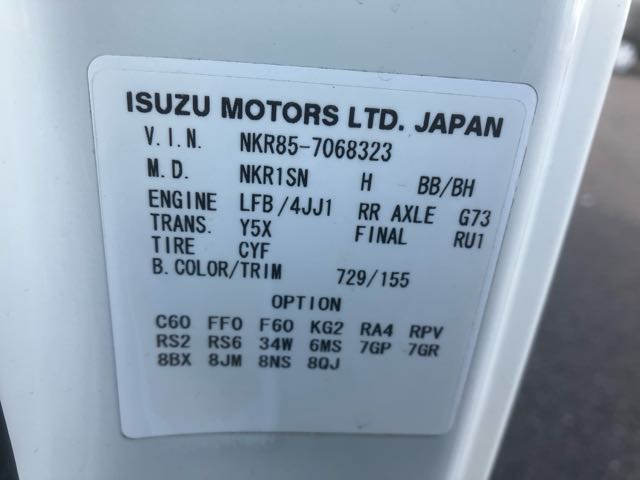 ISUZU MOTORS LTD. JAPAN
V.I.N. NKR85-7068323
M.D. NKR1SN H BB/BH
ENGINE LFB/4JJ1 RR AXLE G73
TRANS. Y5X FINAL RU1
TIRE CYF
B.COLOR/TRIM 729/155
OPTION
C60 FF0 F60 KG2 RA4 RPV
RS2 RS6 34W 6MS 7GP 7GR
8BX 8JM 8NS 8QJ